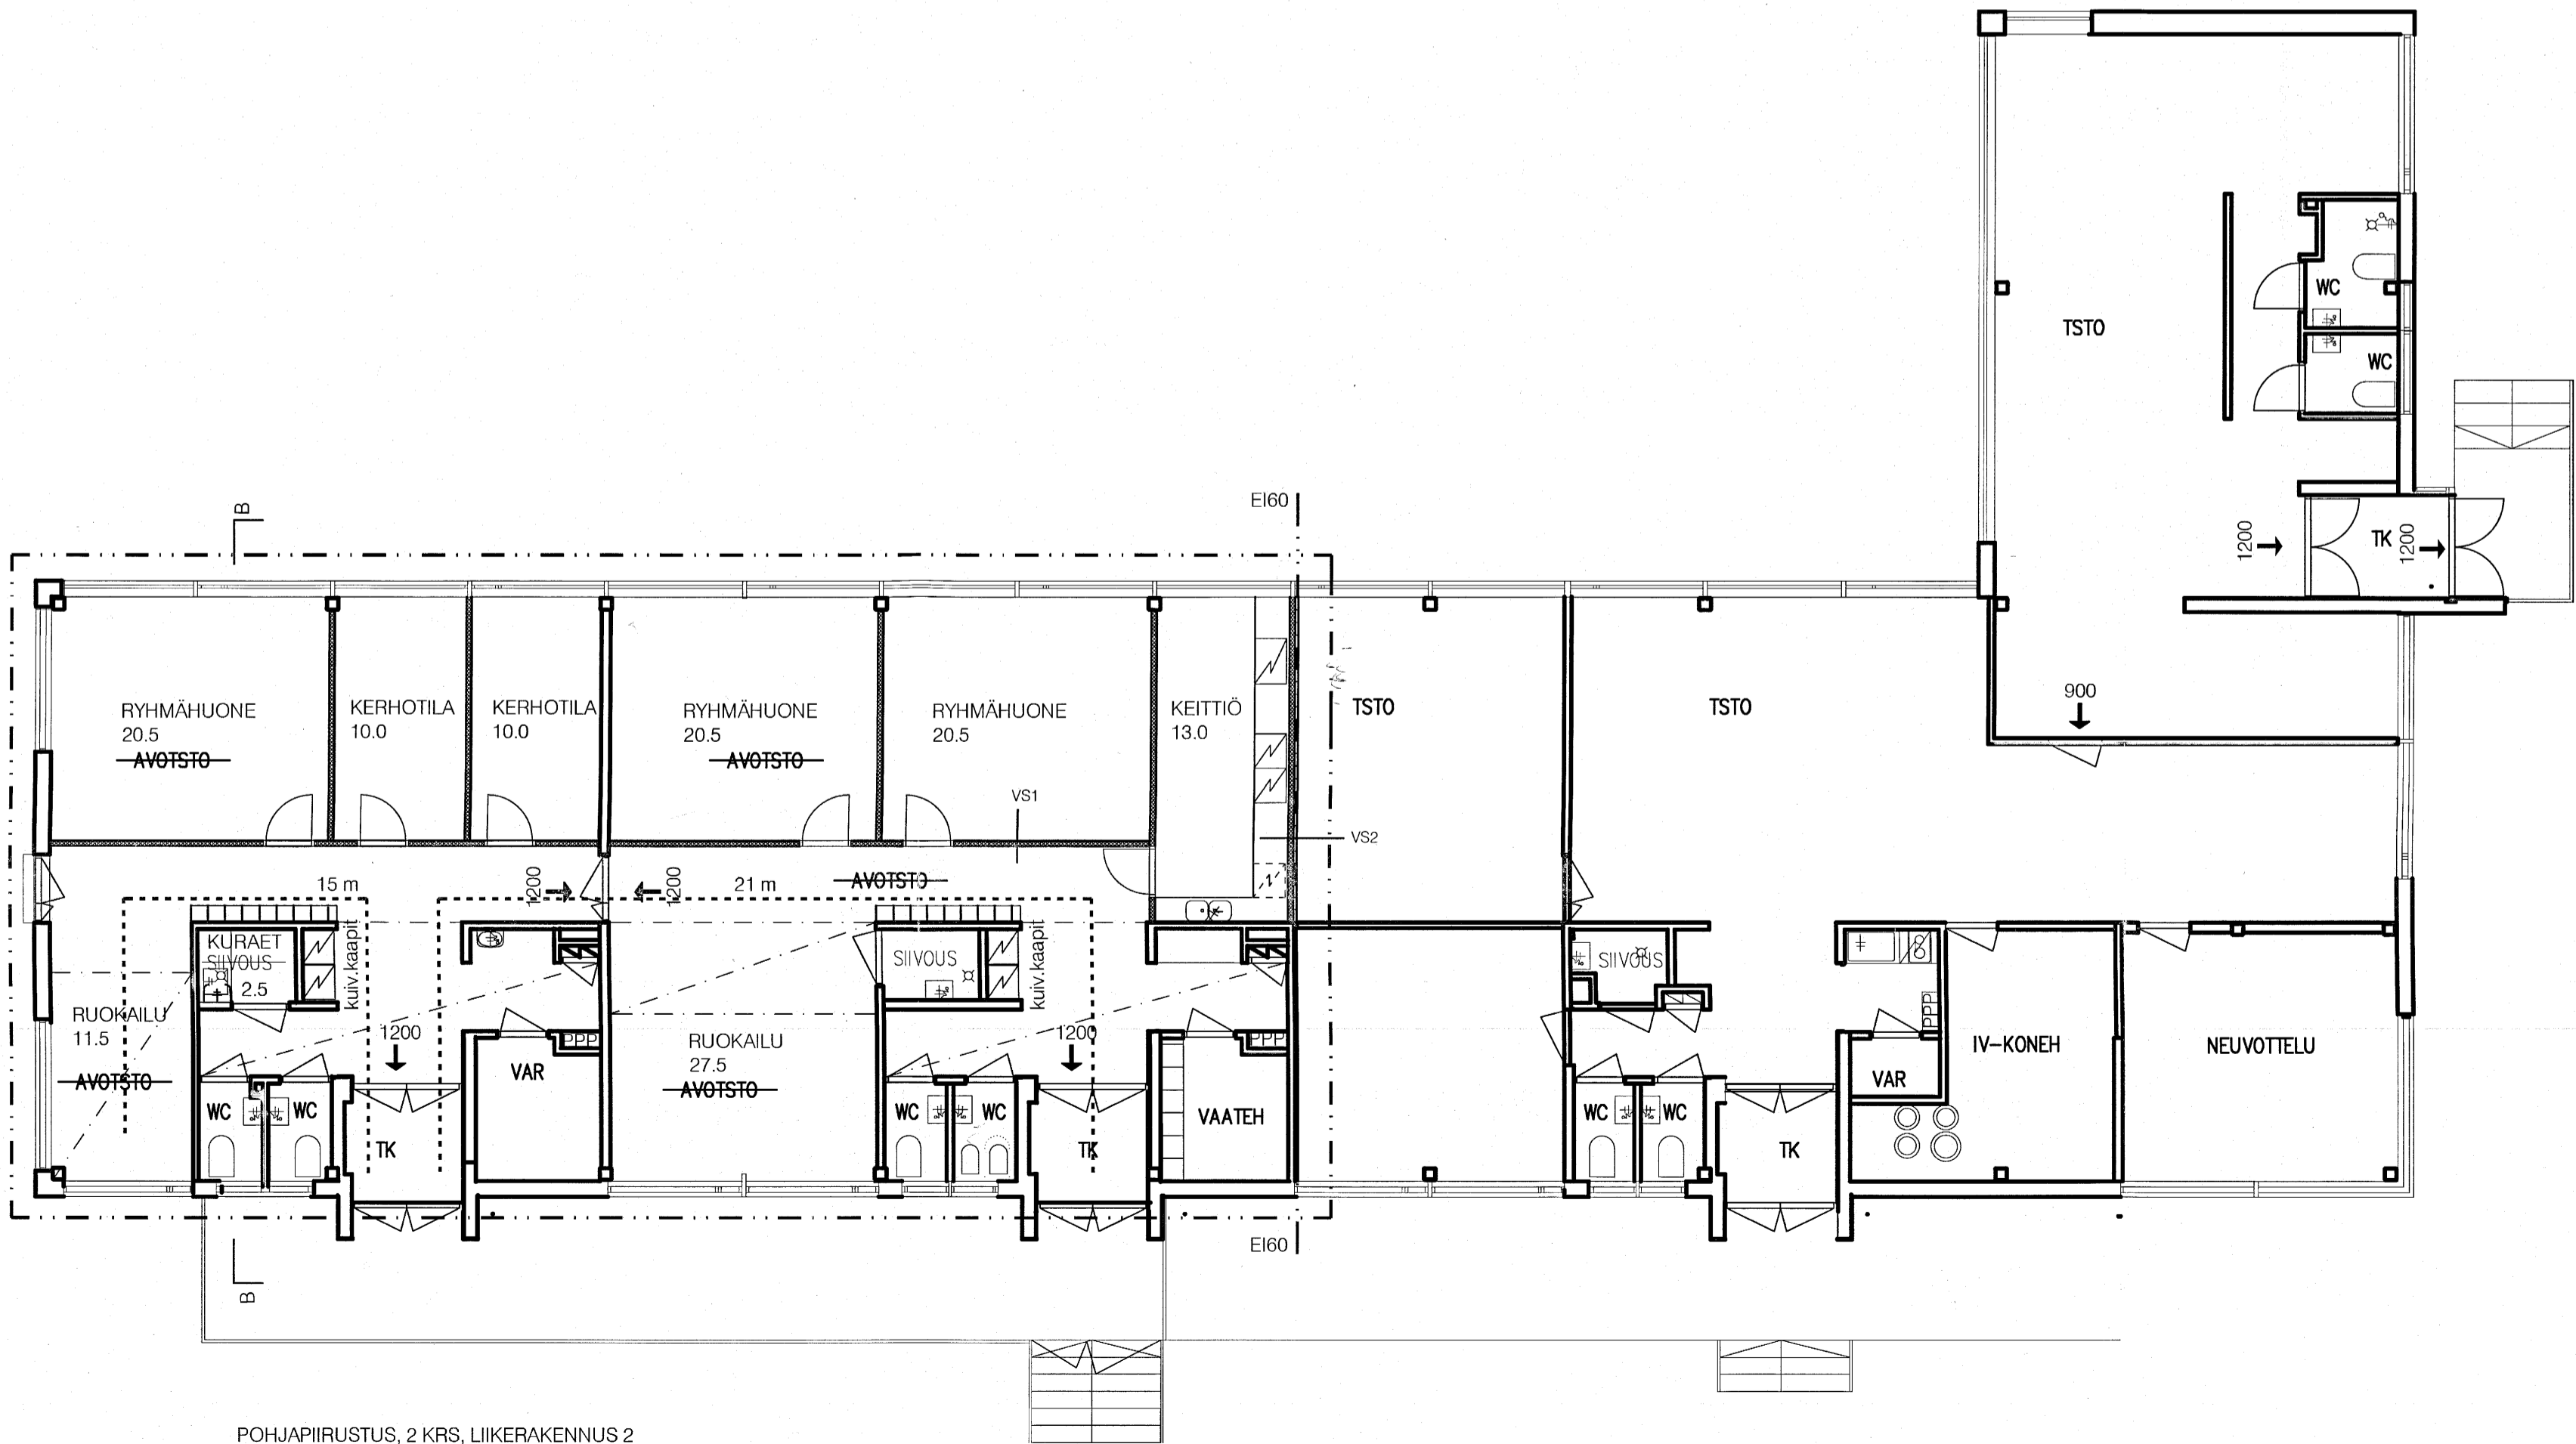 WC
TSTO
WC
EI60
B
1200
TK
1200
RYHMÄHUONE
20.5
AVOTSTO
KERHOTILA
10.0
KERHOTILA
10.0
RYHMÄHUONE
20.5
AVOTSTO
RYHMÄHUONE
20.5
KEITTIÖ
13.0
TSTO
TSTO
900
VS1
VS2
15 m
1200
1200
21 m
AVOTSTO
KURAET
SIIVOUS
2.5
kuiv.kaapit
SIIVOUS
kuiv.kaapit
SIIVOUS
RUOKAILU
11.5
AVOTSTO
1200
VAR
PPP
RUOKAILU
27.5
AVOTSTO
1200
PPP
PPP
IV-KONEH
NEUVOTTELU
VAR
WC
WC
TK
WC
WC
TK
VAATEH
WC
WC
TK
EI60
B
POHJAPIIRUSTUS, 2 KRS, LIIKERAKENNUS 2